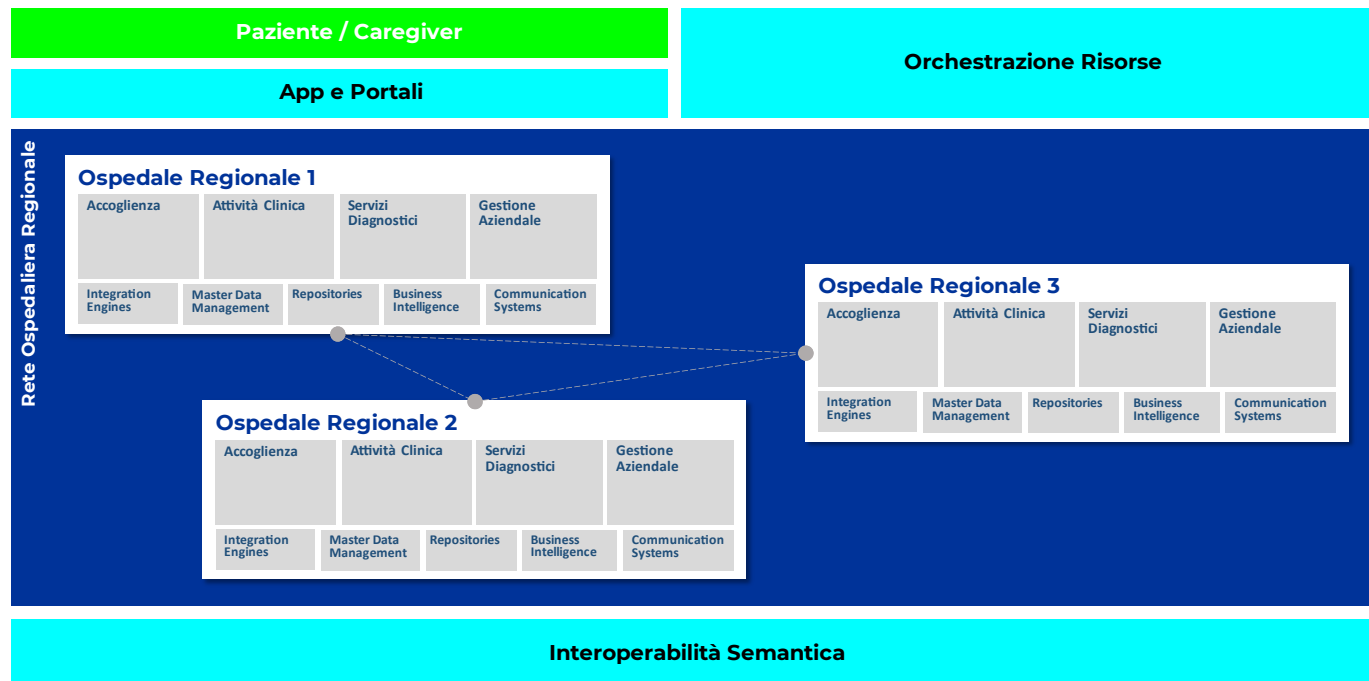 Paziente / Caregiver
App e Portali
Orchestrazione Risorse
Rete Ospedaliera Regionale
Ospedale Regionale 1
Accoglienza
Attività Clinica
Servizi
Diagnostici
Gestione
Aziendale
Integration
Engines
Master Data
Management
Repositories
Business
Intelligence
Communication
Systems
Ospedale Regionale 2
Accoglienza
Attività Clinica
Servizi
Diagnostici
Gestione
Aziendale
Integration
Engines
Master Data
Management
Repositories
Business
Intelligence
Communication
Systems
Ospedale Regionale 3
Accoglienza
Attività Clinica
Servizi
Diagnostici
Gestione
Aziendale
Integration
Engines
Master Data
Management
Repositories
Business
Intelligence
Communication
Systems
Interoperabilità Semantica